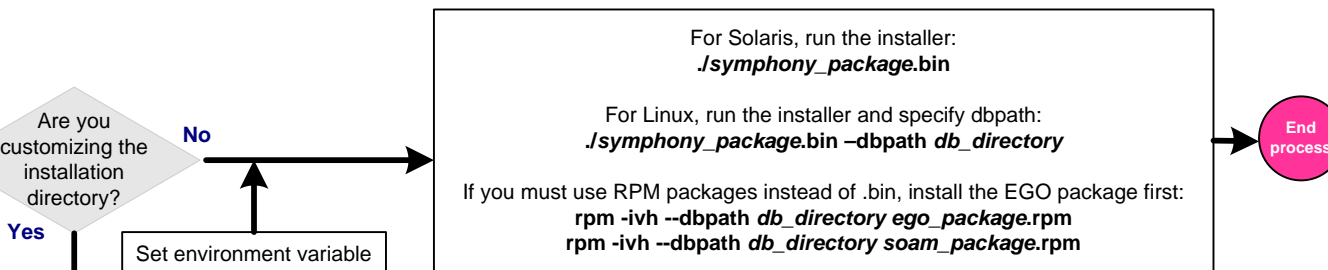 Are you
customizing the
installation
directory?
No
Yes
Set environment variable
For Solaris, run the installer:
./symphony_package.bin
For Linux, run the installer and specify dbpath:
./symphony_package.bin –dbpath db_directory
If you must use RPM packages instead of .bin, install the EGO package first:
rpm -ivh --dbpath db_directory ego_package.rpm
rpm -ivh --dbpath db_directory soam_package.rpm
End
process